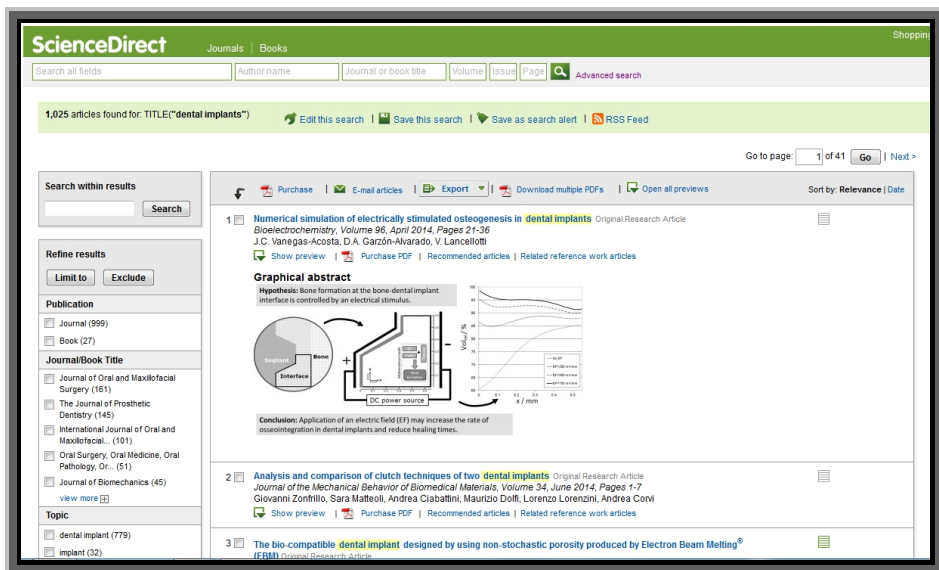 Shopping
ScienceDirect Journals | Books
Search all fields Author name Journal or book title Volume Issue Page Advanced search
1,025 articles found for: TITLE("dental implants") Edit this search | Save this search | Save as search alert | RSS Feed
Go to page: 1 of 41 Go | Next >
Search within results
Search
Refine results
Limit to Exclude
Publication
Journal (999)
Book (27)
Journal/Book Title
Journal of Oral and Maxillofacial
Surgery (161)
The Journal of Prosthetic
Dentistry (145)
International Journal of Oral and
Maxillofacial... (101)
Oral Surgery, Oral Medicine, Oral
Pathology, Or... (51)
Journal of Biomechanics (45)
view more
Topic
dental implant (779)
implant (32)
Purchase | E-mail articles | Export | Download multiple PDFs | Open all previews Sort by: Relevance | Date
1 Numerical simulation of electrically stimulated osteogenesis in dental implants Original Research Article
Bioelectrochemistry, Volume 96, April 2014, Pages 21-36
J.C. Vanegas-Acosta, D.A. Garzón-Alvarado, V. Lancellotti
Show preview | Purchase PDF | Recommended articles | Related reference work articles
Graphical abstract
Hypothesis: Bone formation at the bone-dental implant
interface is controlled by an electrical stimulus.
Implant
Bone
Interface
+
-
DC power source
x / mm
Conclusion: Application of an electric field (EF) may increase the rate of
osseointegration in dental implants and reduce healing times.
2 Analysis and comparison of clutch techniques of two dental implants Original Research Article
Journal of the Mechanical Behavior of Biomedical Materials, Volume 34, June 2014, Pages 1-7
Giovanni Zonfrillo, Sara Matteoli, Andrea Ciabattini, Maurizio Dolfi, Lorenzo Lorenzini, Andrea Corvi
Show preview | Purchase PDF | Recommended articles | Related reference work articles
3 The bio-compatible dental implant designed by using non-stochastic porosity produced by Electron Beam Melting®
(EBM) Original Research Article